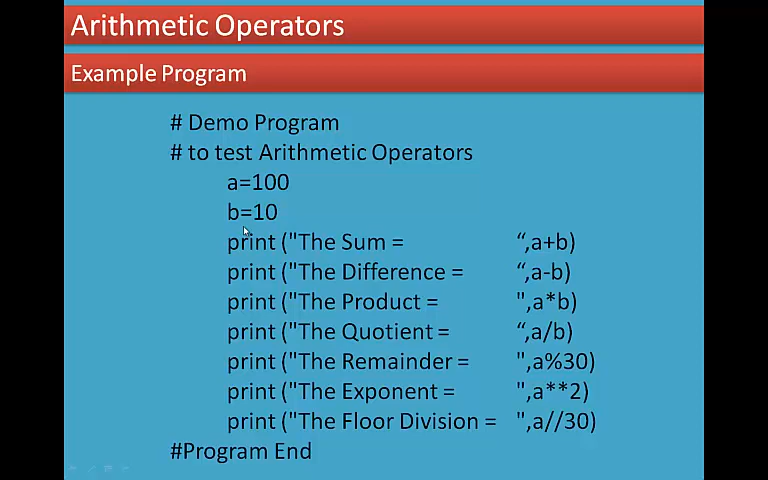 Arithmetic Operators
Example Program
# Demo Program
# to test Arithmetic Operators
a=100
b=10
print ("The Sum = “,a+b)
print ("The Difference = “,a-b)
print ("The Product = ",a*b)
print ("The Quotient = “,a/b)
print ("The Remainder = ",a%30)
print ("The Exponent = ",a**2)
print ("The Floor Division = ",a//30)
#Program End